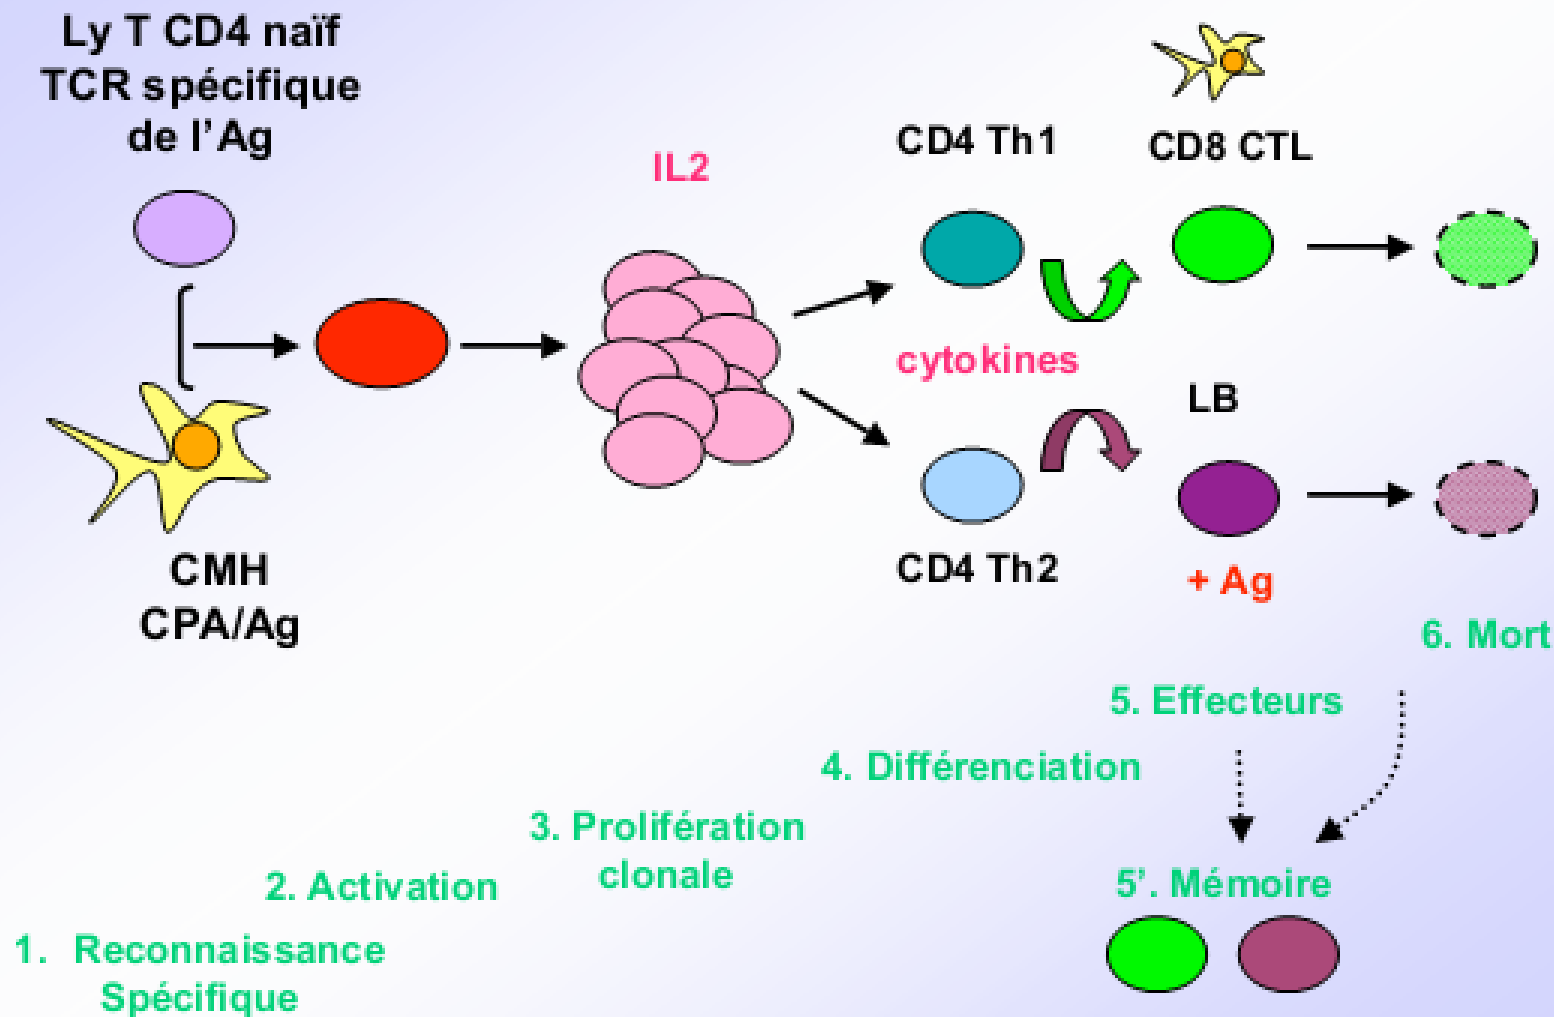 Ly T CD4 naïf
TCR spécifique
de l'Ag
CMH
CPA/Ag
IL2
CD4 Th1
CD8 CTL
cytokines
LB
CD4 Th2
+ Ag
6. Mort
5. Effecteurs
4. Différenciation
3. Prolifération
clonale
5'. Mémoire
2. Activation
1. Reconnaissance
Spécifique